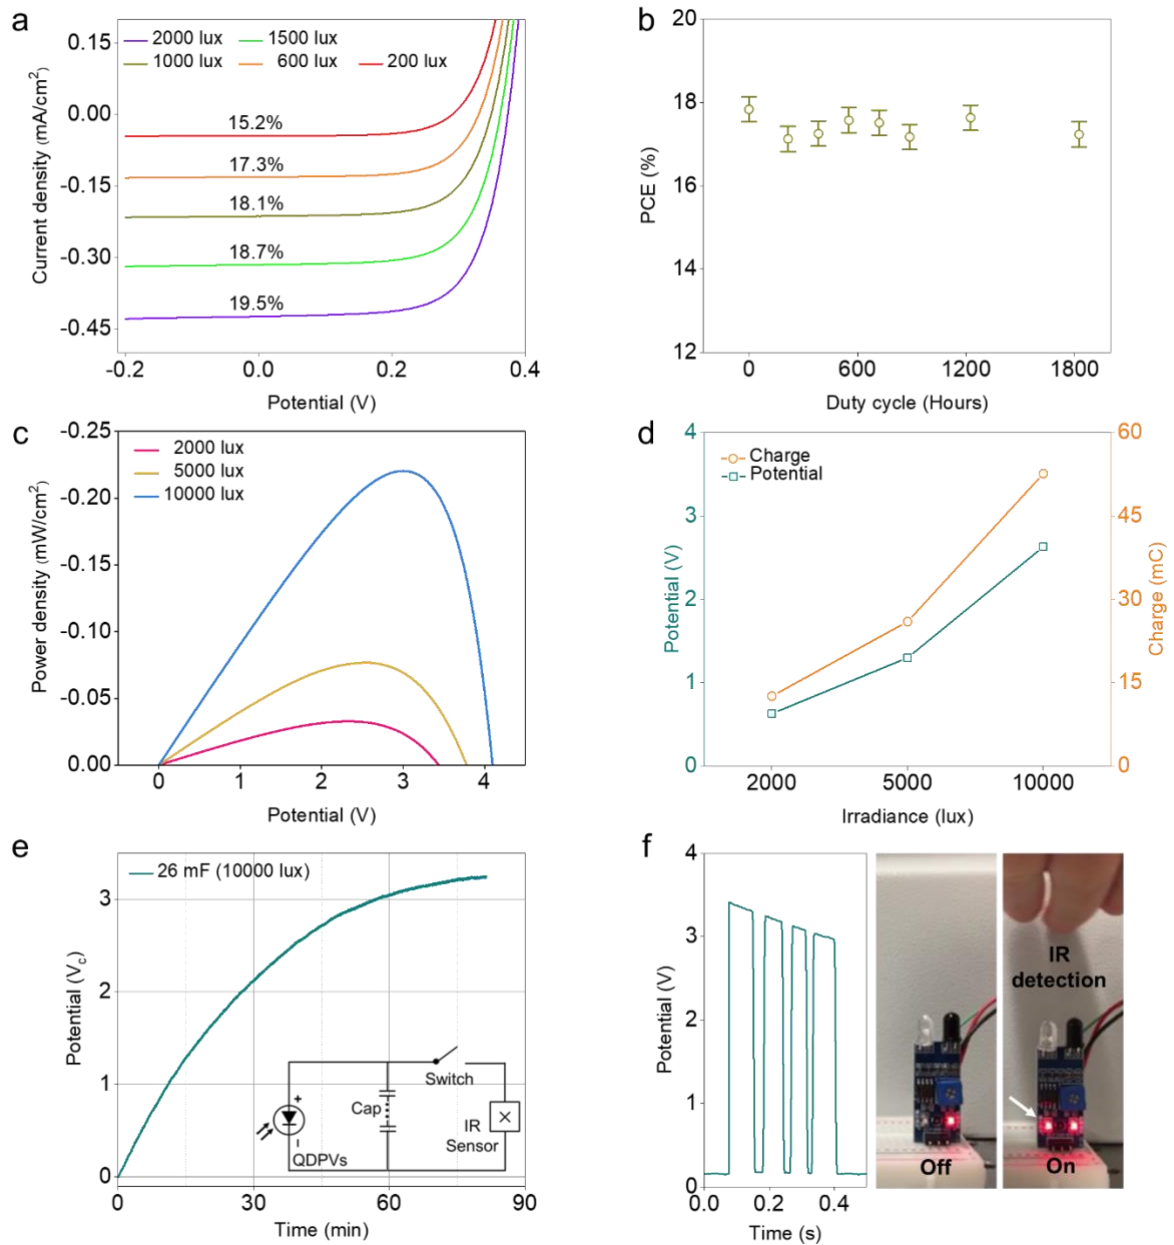 a
0.15
0.00
-0.15
-0.30
-0.45
Current density (mA/cm²)
2000 lux
1500 lux
1000 lux
600 lux
200 lux
15.2%
17.3%
18.1%
18.7%
19.5%
-0.2
0.0
0.2
0.4
Potential (V)
b
20
18
16
14
12
PCE (%)
0
600
1200
1800
Duty cycle (Hours)
c
-0.25
-0.20
-0.15
-0.10
-0.05
0.00
Power density (mW/cm²)
2000 lux
5000 lux
10000 lux
0
1
2
3
4
Potential (V)
d
4
3
2
1
0
Potential (V)
Charge
Potential
60
45
30
15
0
Charge (mC)
2000
5000
10000
Irradiance (lux)
e
3
2
1
0
Potential (V_C)
26 mF (10000 lux)
Switch
Cap
IR
Sensor
+
QDPVs
0
30
60
90
Time (min)
f
4
3
2
1
0
Potential (V)
0.0
0.2
0.4
Time (s)
Off
IR
detection
On